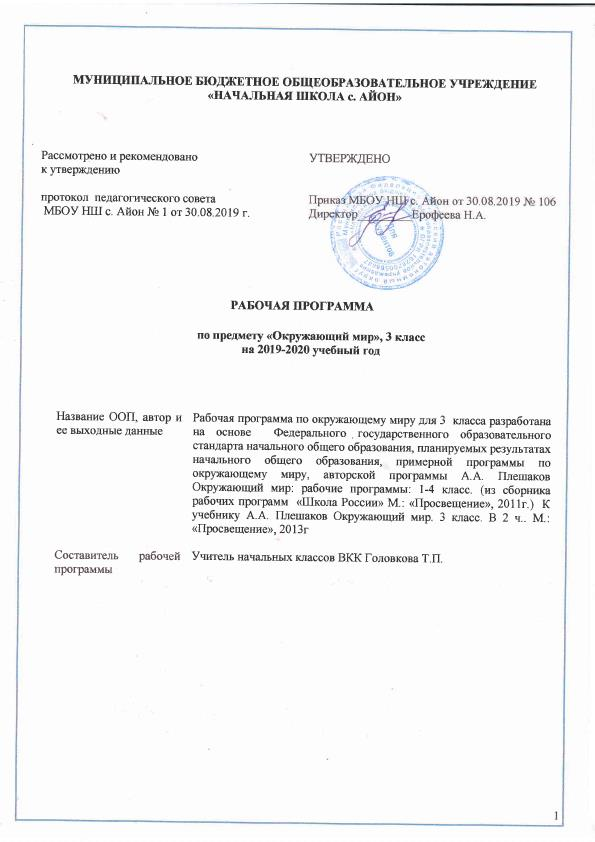 МУНИЦИПАЛЬНОЕ БЮДЖЕТНОЕ ОБЩЕОБРАЗОВАТЕЛЬНОЕ УЧРЕЖДЕНИЕ
«НАЧАЛЬНАЯ ШКОЛА с. АЙОН»
Рассмотрено и рекомендовано
к утверждению
протокол педагогического совета
МБОУ НШ с. Айон № 1 от 30.08.2019 г.
УТВЕРЖДЕНО
Приказ МБОУ НШ с. Айон от 30.08.2019 № 106
Директор Ерофеева Н.А.
РАБОЧАЯ ПРОГРАММА
по предмету «Окружающий мир», 3 класс
на 2019-2020 учебный год
Название ООП, автор и
ее выходные данные
Рабочая программа по окружающему миру для 3 класса разработана
на основе Федерального государственного образовательного
стандарта начального общего образования, планируемых результатах
начального общего образования, примерной программы по
окружающему миру, авторской программы А.А. Плешаков
Окружающий мир: рабочие программы: 1-4 класс. (из сборника
рабочих программ «Школа России» М.: «Просвещение», 2011г.) К
учебнику А.А. Плешаков Окружающий мир. 3 класс. В 2 ч.. М.:
«Просвещение», 2013г
Составитель рабочей
программы
Учитель начальных классов ВКК Головкова Т.П.
1